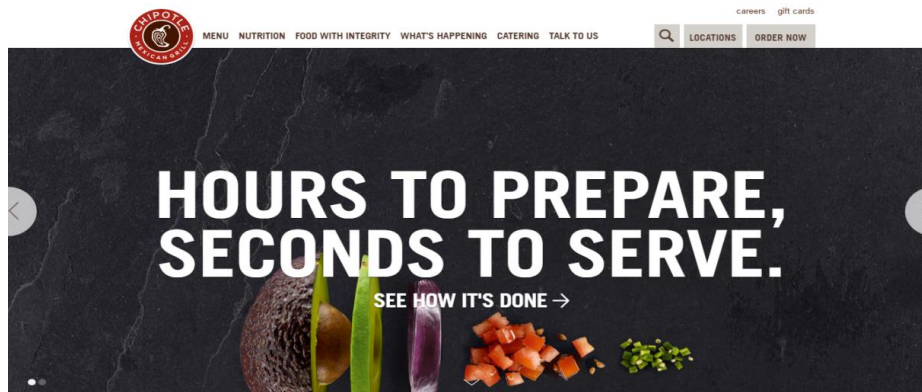 careers gift cards
CHIPOTLE
MEXICAN GRILL
MENU NUTRITION FOOD WITH INTEGRITY WHAT'S HAPPENING CATERING TALK TO US LOCATIONS ORDER NOW
HOURS TO PREPARE,
SECONDS TO SERVE.
SEE HOW IT'S DONE →